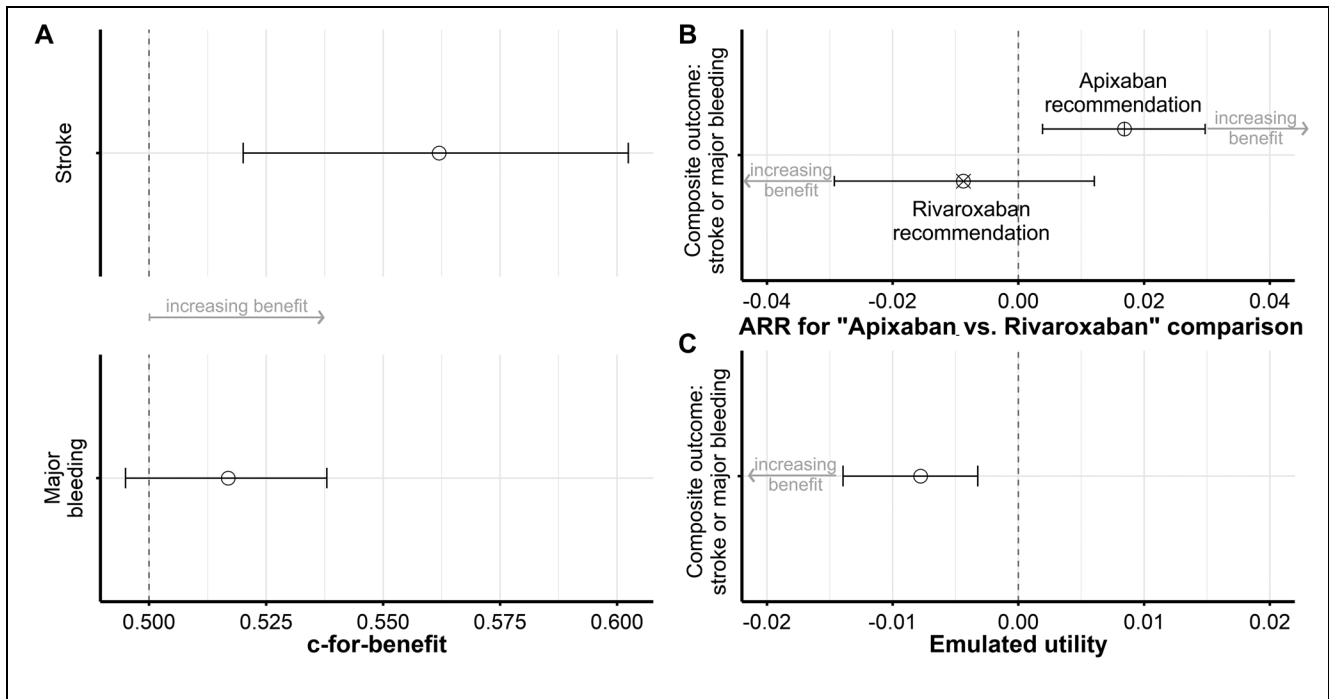 A
Stroke
increasing benefit
Major
bleeding
0.500 0.525 0.550 0.575 0.600
c-for-benefit
B
Composite outcome:
stroke or major bleeding
Apixaban
recommendation
increasing
benefit
increasing
benefit
Rivaroxaban
recommendation
-0.04 -0.02 0.00 0.02 0.04
ARR for "Apixaban vs. Rivaroxaban" comparison
C
Composite outcome:
stroke or major bleeding
increasing
benefit
-0.02 -0.01 0.00 0.01 0.02
Emulated utility